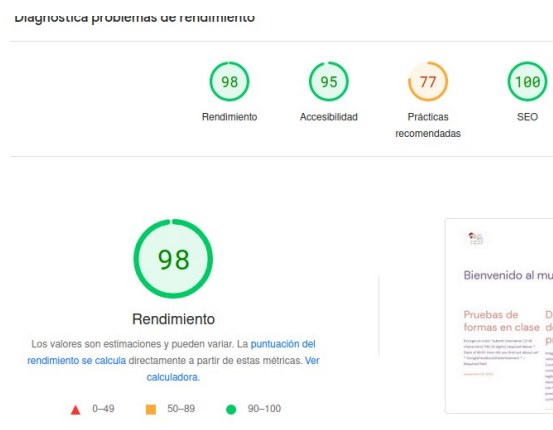 Diagnostica problemas de rendimiento
98
95
77
100
Rendimiento
Accesibilidad
Prácticas
recomendadas
SEO
98
Rendimiento
Los valores son estimaciones y pueden variar. La puntuación del
rendimiento se calcula directamente a partir de estas métricas. Ver
calculadora.
0–49
50–89
90–100
Bienvenido al mu
Pruebas de
formas en clase